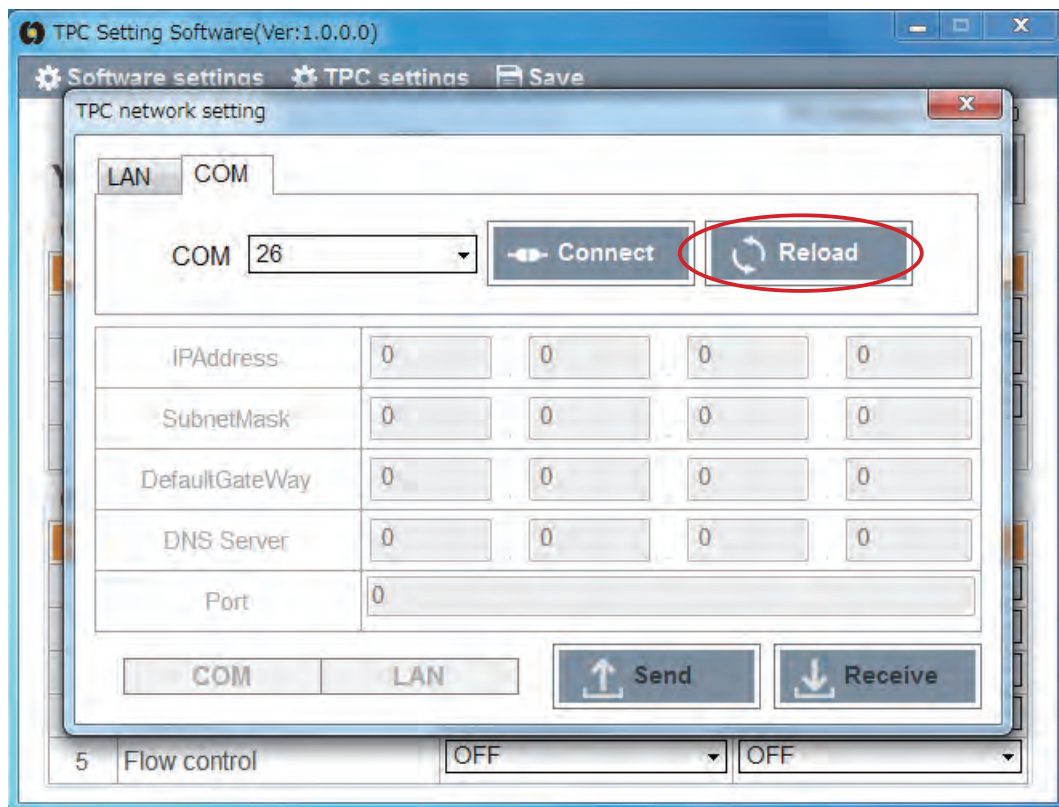 TPC Setting Software(Ver:1.0.0.0)
Software settings TPC settings Save
TPC network setting
LAN COM
COM 26 Connect Reload
IPAddress 0 0 0 0
SubnetMask 0 0 0 0
DefaultGateWay 0 0 0 0
DNS Server 0 0 0 0
Port 0
COM LAN Send Receive
5 Flow control OFF OFF